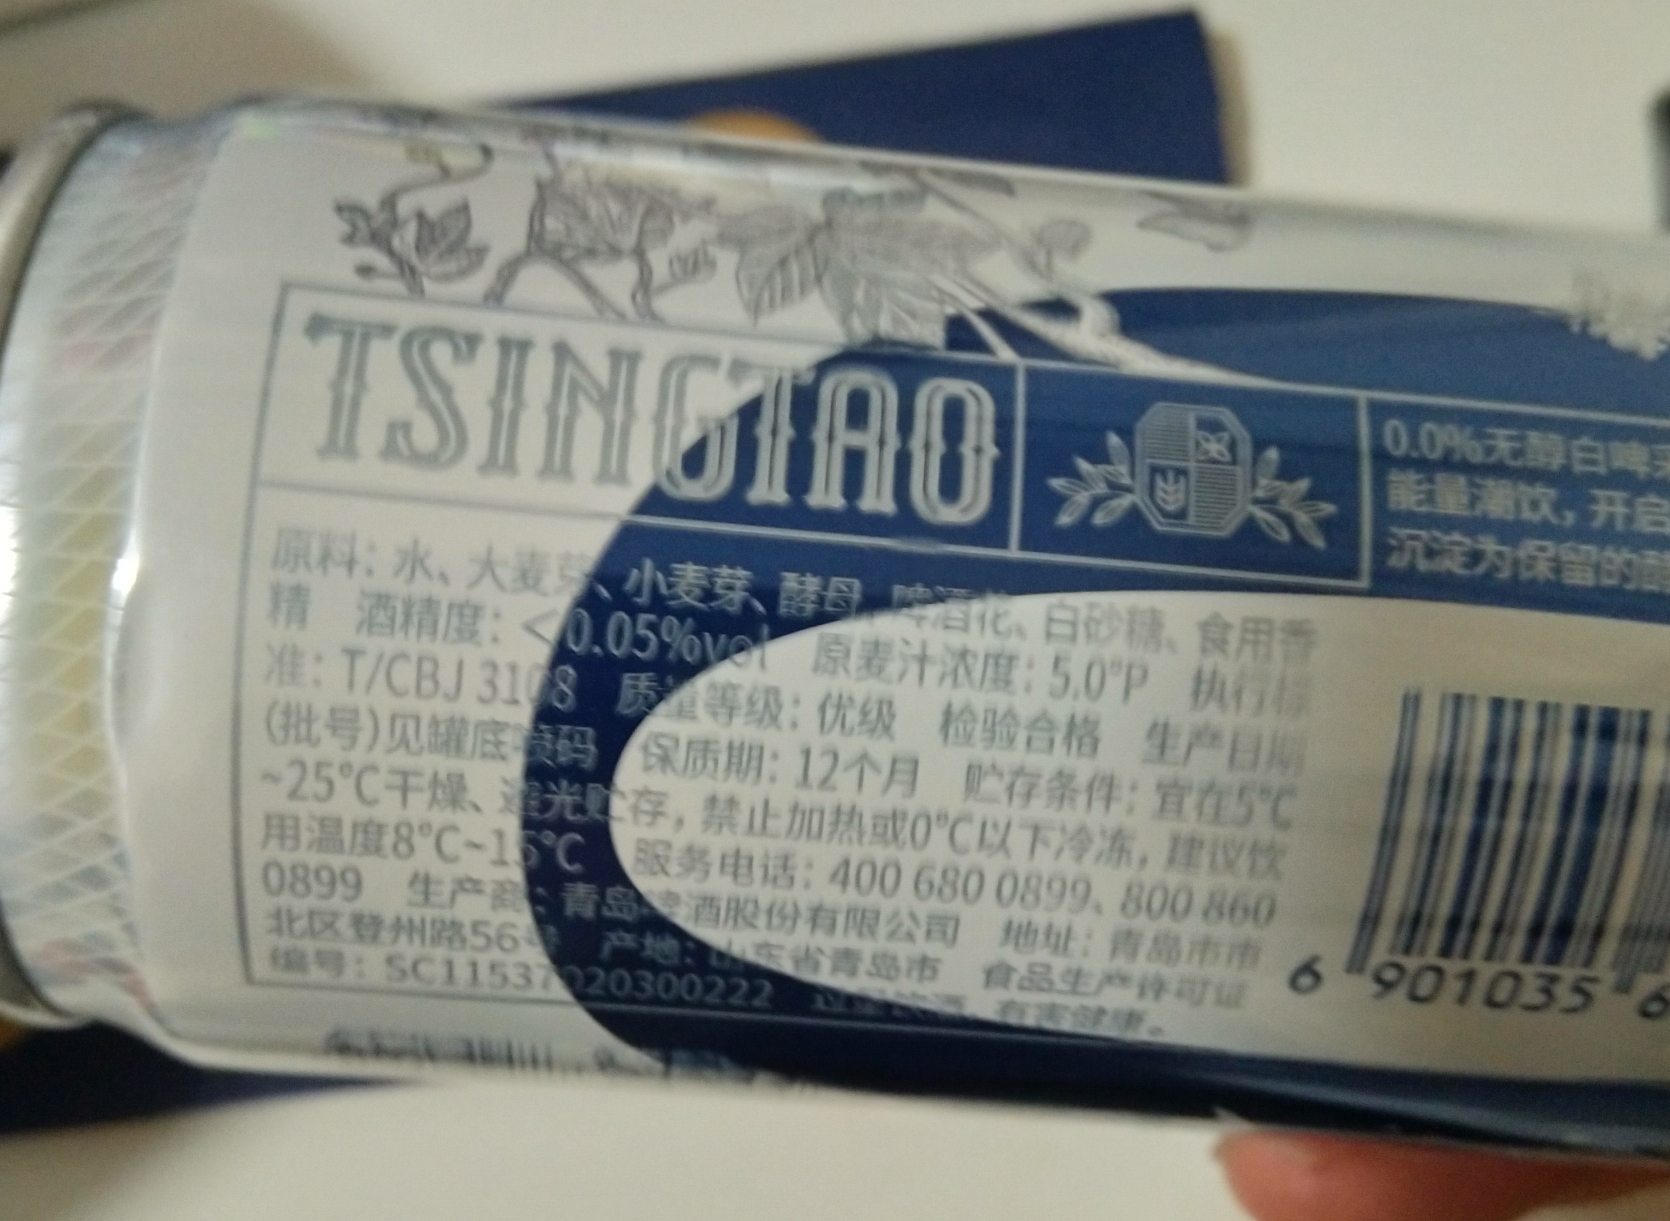 TSINGTAO
0.0%无醇白啤
能量潮饮，开启
沉淀为保留的
原料：水、大麦芽、小麦芽、酵母、啤酒花、白砂糖、食用香
精 酒精度：＜0.05%vol 原麦汁浓度：5.0°P 执行标
准：T/CBJ 3108 质量等级：优级 检验合格 生产日期
(批号)见罐底喷码 保质期：12个月 贮存条件：宜在5°C
~25°C干燥、避光贮存，禁止加热或0°C以下冷冻，建议饮
用温度8°C~15°C 服务电话：400 680 0899、800 860
0899 生产商：青岛啤酒股份有限公司 地址：青岛市市
北区登州路56号 产地：山东省青岛市 食品生产许可证
编号：SC11537020300222 过量饮酒，有害健康。
6 901035 6